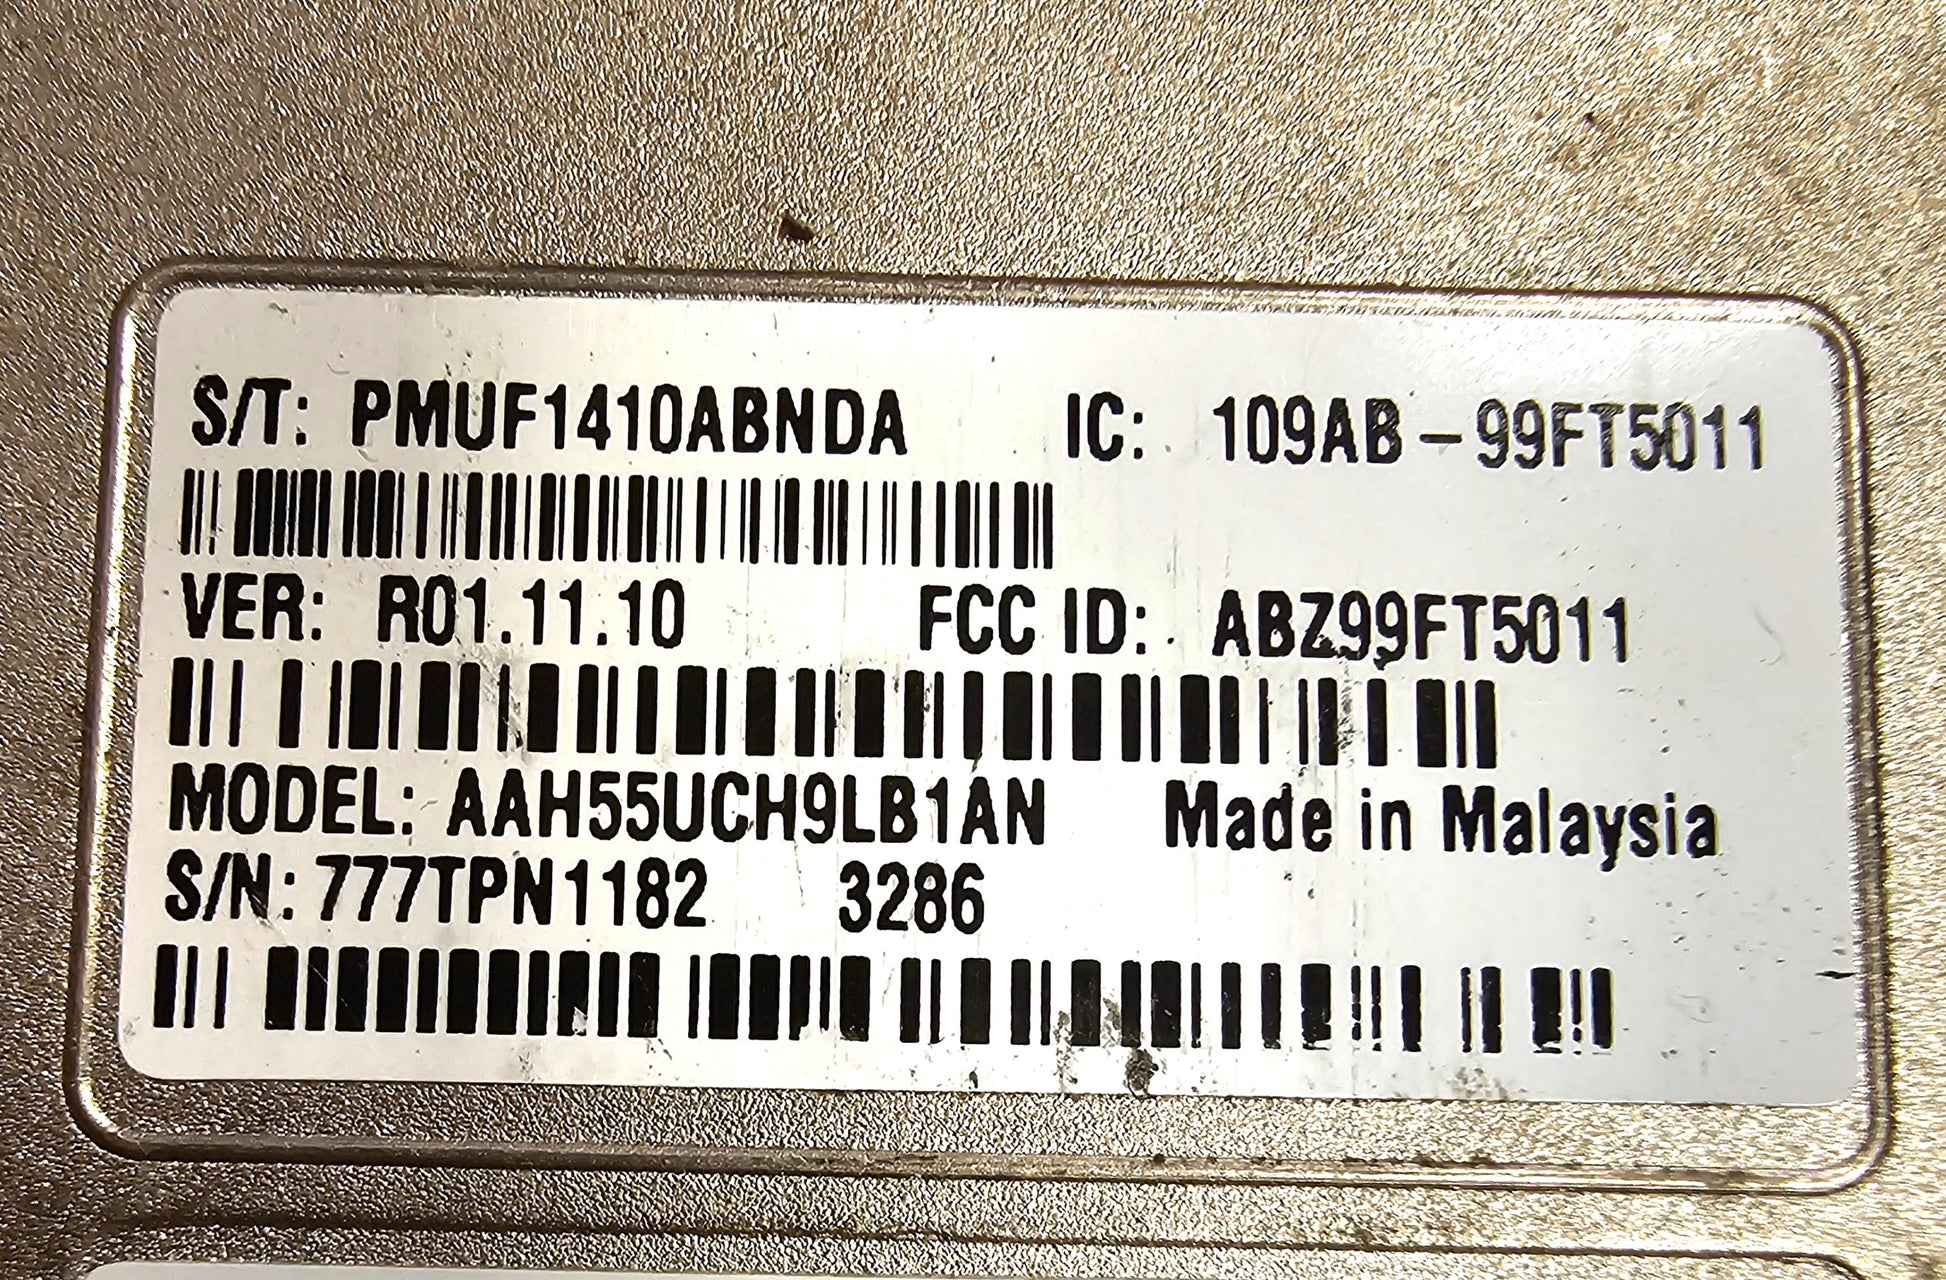 S/T: PMUF1410ABNDA IC: 109AB-99FT5011
VER: R01.11.10 FCC ID: ABZ99FT5011
MODEL: AAH55UCH9LB1AN Made in Malaysia
S/N: 777TPN1182 3286